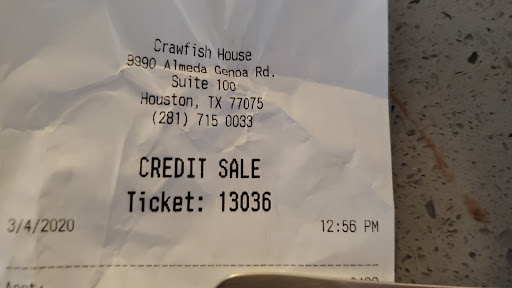 Crawfish House
9990 Almeda Genoa Rd.
Suite 100
Houston, TX 77075
(281) 715 0033
CREDIT SALE
Ticket: 13036
3/4/2020 12:56 PM